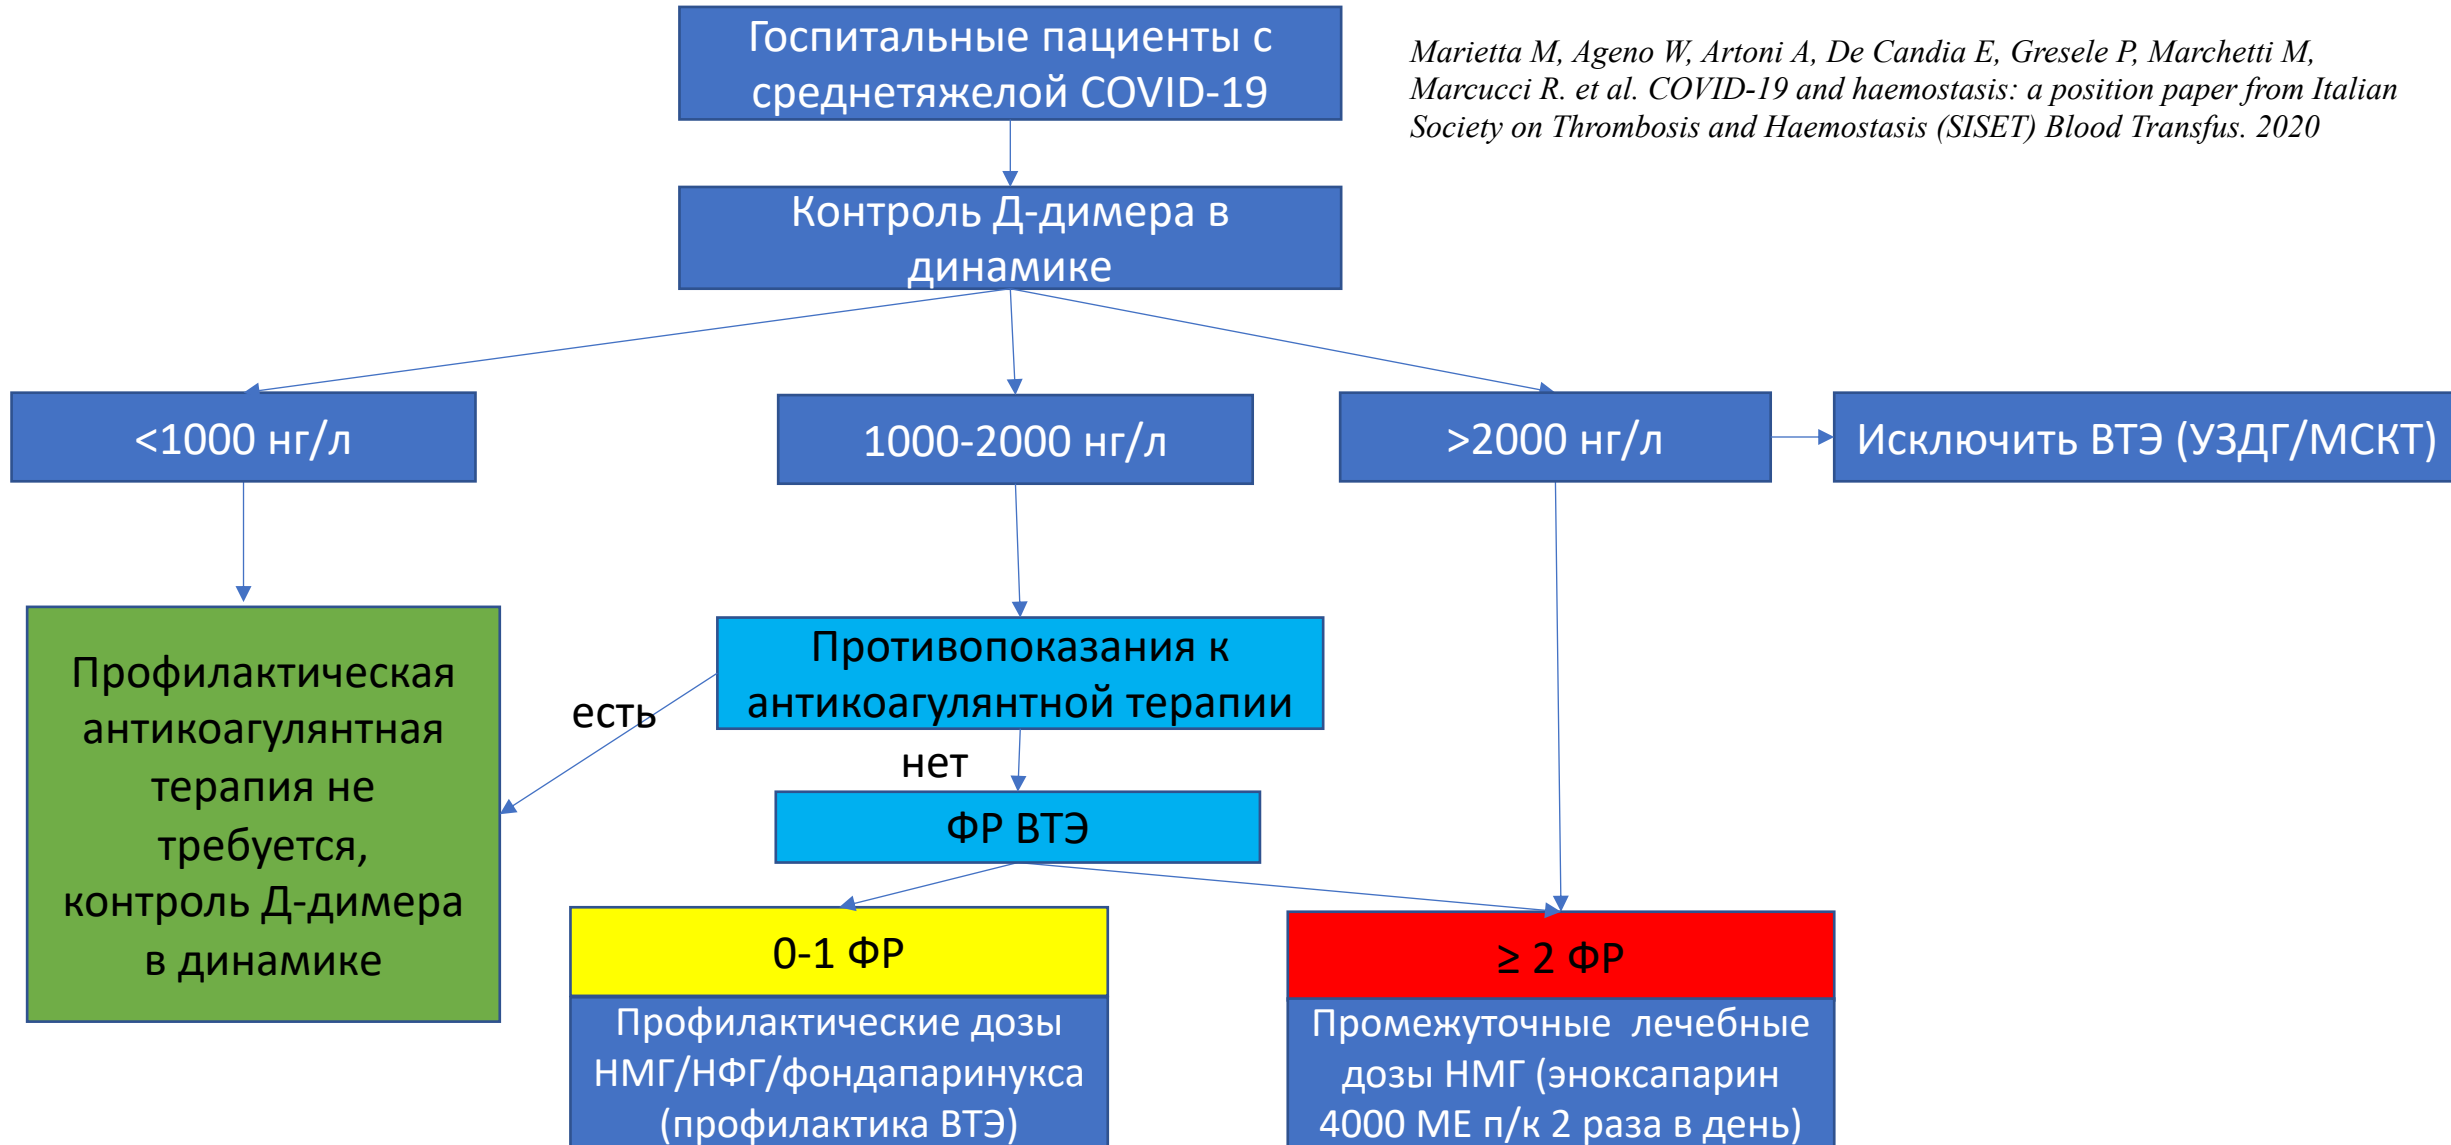 Госпитальные пациенты с
среднетяжелой COVID-19
Marietta M, Ageno W, Artoni A, De Candia E, Gresele P, Marchetti M,
Marcucci R. et al. COVID-19 and haemostasis: a position paper from Italian
Society on Thrombosis and Haemostasis (SISET) Blood Transfus. 2020
Контроль Д-димера в
динамике
<1000 нг/л
1000-2000 нг/л
>2000 нг/л
Исключить ВТЭ (УЗДГ/МСКТ)
Профилактическая
антикоагулянтная
терапия не
требуется,
контроль Д-димера
в динамике
Противопоказания к
антикоагулянтной терапии
есть
нет
ФР ВТЭ
0-1 ФР
Профилактические дозы
НМГ/НФГ/фондапаринукса
(профилактика ВТЭ)
≥ 2 ФР
Промежуточные лечебные
дозы НМГ (эноксапарин
4000 МЕ п/к 2 раза в день)